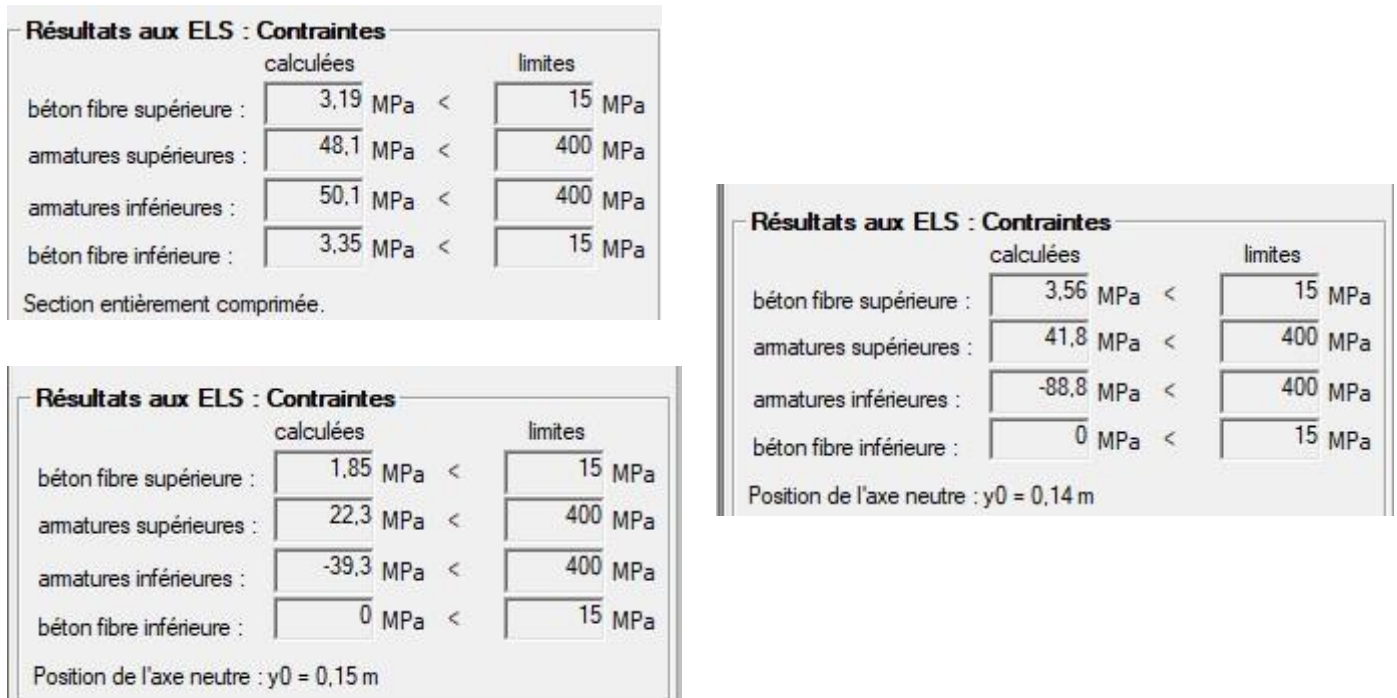 Résultats aux ELS : Contraintes
calculées limites
béton fibre supérieure : 3,19 MPa < 15 MPa
armatures supérieures : 48,1 MPa < 400 MPa
armatures inférieures : 50,1 MPa < 400 MPa
béton fibre inférieure : 3,35 MPa < 15 MPa
Section entièrement comprimée.
Résultats aux ELS : Contraintes
calculées limites
béton fibre supérieure : 1,85 MPa < 15 MPa
armatures supérieures : 22,3 MPa < 400 MPa
armatures inférieures : -39,3 MPa < 400 MPa
béton fibre inférieure : 0 MPa < 15 MPa
Position de l'axe neutre : y0 = 0,15 m
Résultats aux ELS : Contraintes
calculées limites
béton fibre supérieure : 3,56 MPa < 15 MPa
armatures supérieures : 41,8 MPa < 400 MPa
armatures inférieures : -88,8 MPa < 400 MPa
béton fibre inférieure : 0 MPa < 15 MPa
Position de l'axe neutre : y0 = 0,14 m